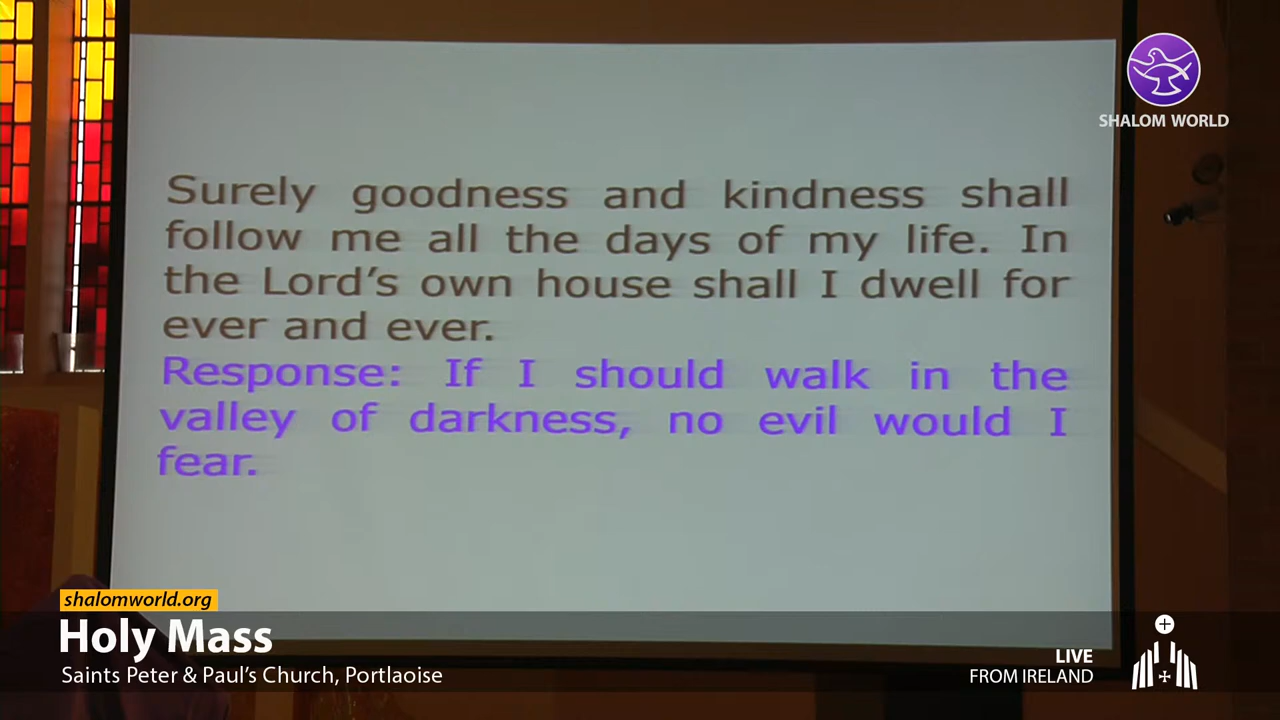 SHALOM WORLD
Surely goodness and kindness shall
follow me all the days of my life. In
the Lord's own house shall I dwell for
ever and ever.
Response: If I should walk in the
valley of darkness, no evil would I
fear.
shalomworld.org
Holy Mass
Saints Peter & Paul's Church, Portlaoise
LIVE
FROM IRELAND